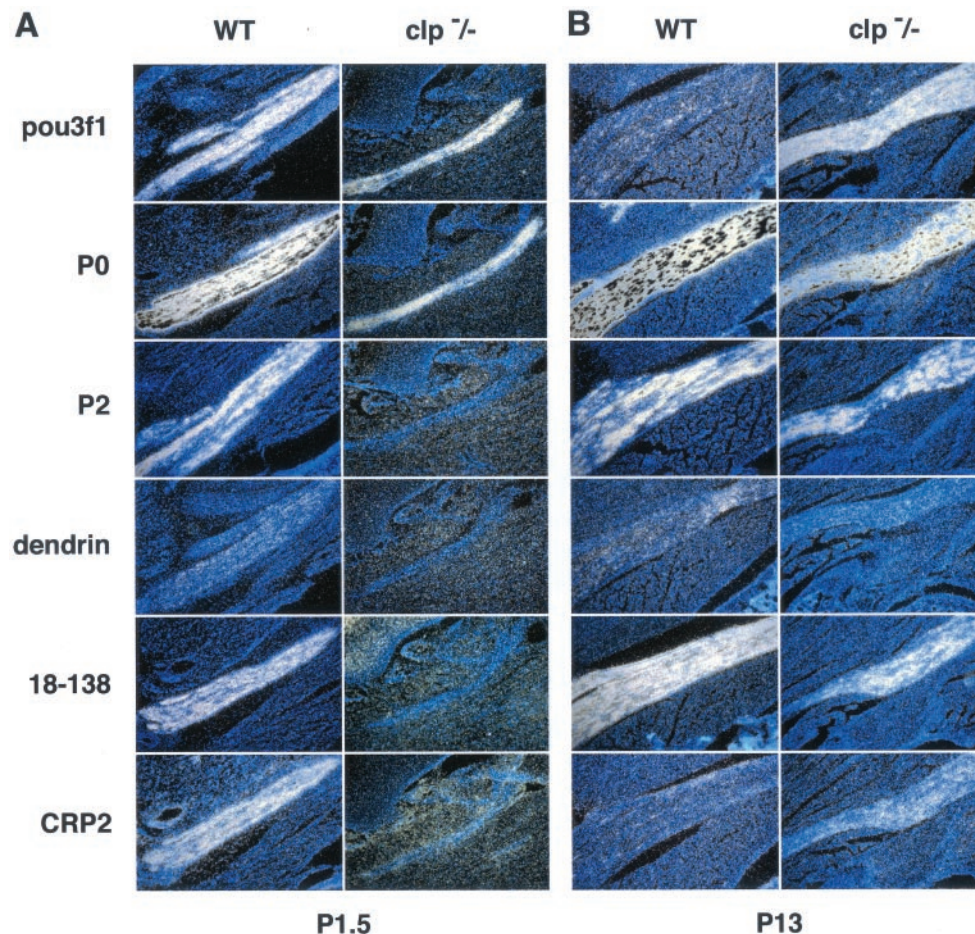 A WT clp -/- B WT clp -/-
pou3f1
P0
P2
dendrin
18-138
CRP2
P1.5 P13